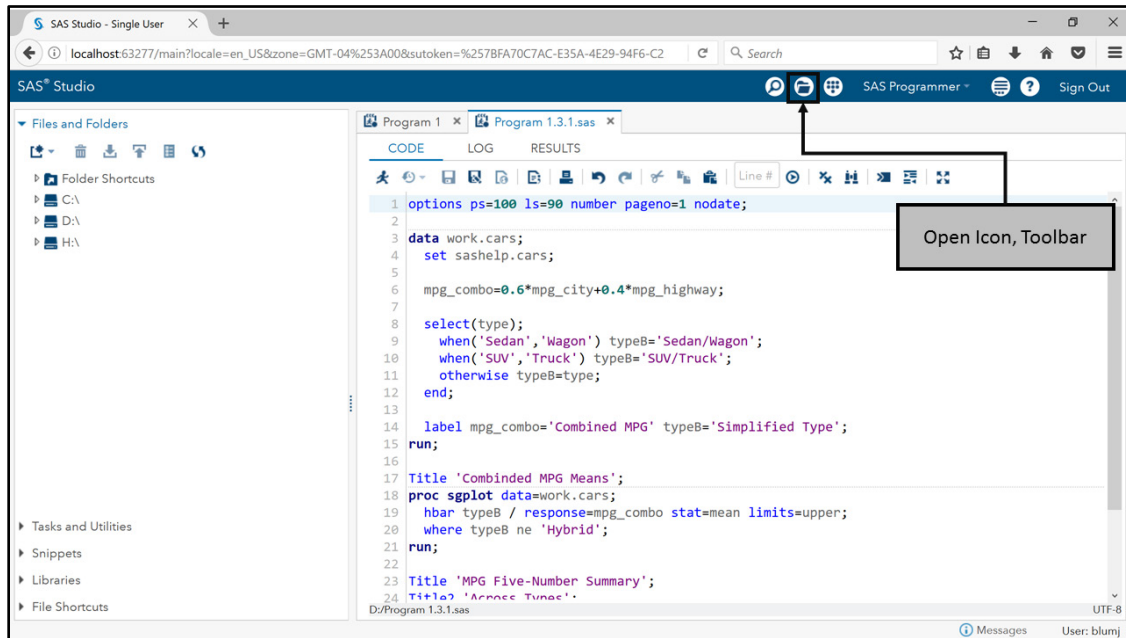 SAS Studio - Single User
localhost:63277/main?locale=en_US&zone=GMT-04%253A00&sutoken=%257BFA70C7AC-E35A-4E29-94F6-C2
Search
SAS® Studio
SAS Programmer
Sign Out
Files and Folders
Folder Shortcuts
C:\
D:\
H:\
Tasks and Utilities
Snippets
Libraries
File Shortcuts
Program 1
Program 1.3.1.sas
CODE LOG RESULTS
Line #
Open Icon, Toolbar
1 options ps=100 ls=90 number pageno=1 nodate;
2
3 data work.cars;
4 set sashelp.cars;
5
6 mpg_combo=0.6*mpg_city+0.4*mpg_highway;
7
8 select(type);
9 when('Sedan','Wagon') typeB='Sedan/Wagon';
10 when('SUV','Truck') typeB='SUV/Truck';
11 otherwise typeB=type;
12 end;
13
14 label mpg_combo='Combined MPG' typeB='Simplified Type';
15 run;
16
17 Title 'Combinded MPG Means';
18 proc sgplot data=work.cars;
19 hbar typeB / response=mpg_combo stat=mean limits=upper;
20 where typeB ne 'Hybrid';
21 run;
22
23 Title 'MPG Five-Number Summary';
24 Title2 'Across Types';
D:/Program 1.3.1.sas
UTF-8
Messages
User: blumj